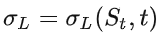 σ_L = σ_L(S_t, t)